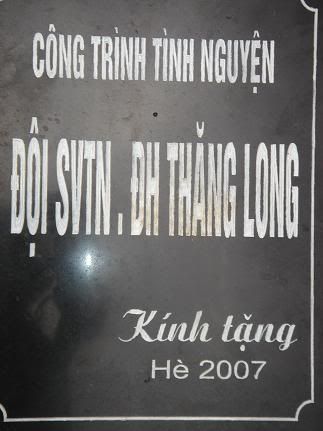 CÔNG TRÌNH TÌNH NGUYỆN
ĐỘI SVTN . ĐH THĂNG LONG
Kính tặng
Hè 2007